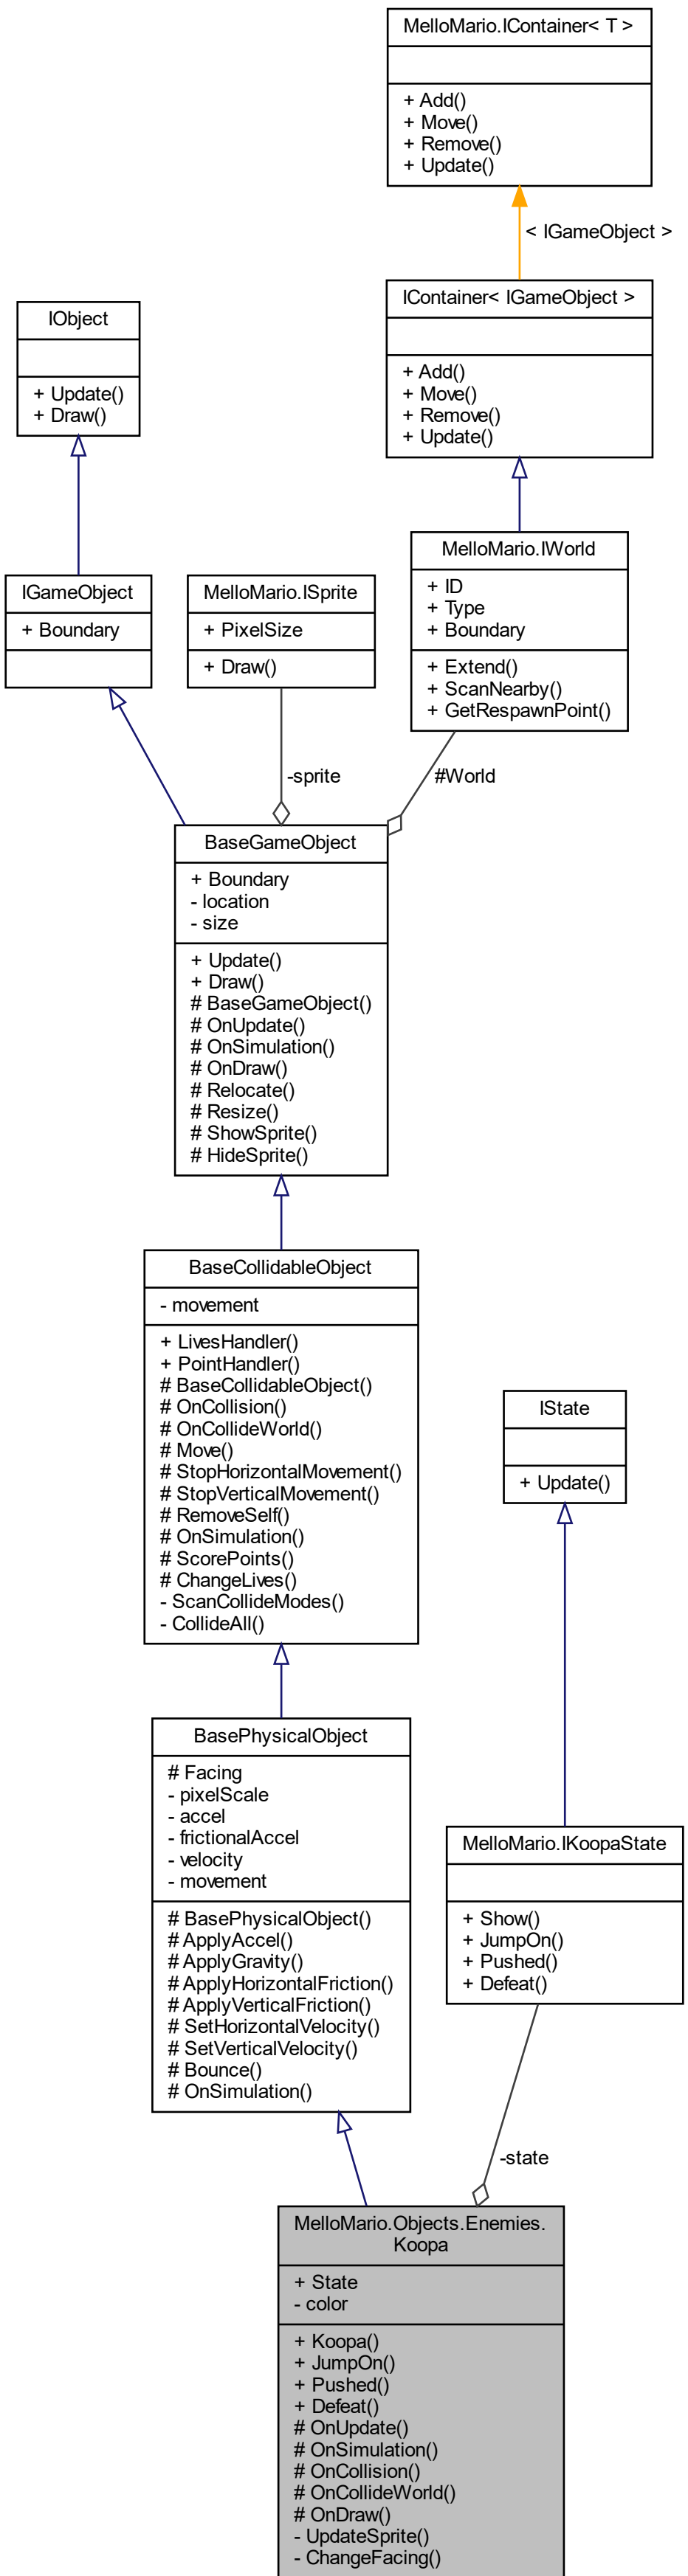 MelloMario.IContainer< T >
+ Add()
+ Move()
+ Remove()
+ Update()
< IGameObject >
IContainer< IGameObject >
+ Add()
+ Move()
+ Remove()
+ Update()
IObject
+ Update()
+ Draw()
MelloMario.IWorld
+ ID
+ Type
+ Boundary
+ Extend()
+ ScanNearby()
+ GetRespawnPoint()
IGameObject
+ Boundary
MelloMario.ISprite
+ PixelSize
+ Draw()
-sprite
#World
BaseGameObject
+ Boundary
- location
- size
+ Update()
+ Draw()
# BaseGameObject()
# OnUpdate()
# OnSimulation()
# OnDraw()
# Relocate()
# Resize()
# ShowSprite()
# HideSprite()
BaseCollidableObject
- movement
+ LivesHandler()
+ PointHandler()
# BaseCollidableObject()
# OnCollision()
# OnCollideWorld()
# Move()
# StopHorizontalMovement()
# StopVerticalMovement()
# RemoveSelf()
# OnSimulation()
# ScorePoints()
# ChangeLives()
- ScanCollideModes()
- CollideAll()
IState
+ Update()
BasePhysicalObject
# Facing
- pixelScale
- accel
- frictionalAccel
- velocity
- movement
# BasePhysicalObject()
# ApplyAccel()
# ApplyGravity()
# ApplyHorizontalFriction()
# ApplyVerticalFriction()
# SetHorizontalVelocity()
# SetVerticalVelocity()
# Bounce()
# OnSimulation()
MelloMario.IKoopaState
+ Show()
+ JumpOn()
+ Pushed()
+ Defeat()
-state
MelloMario.Objects.Enemies.
Koopa
+ State
- color
+ Koopa()
+ JumpOn()
+ Pushed()
+ Defeat()
# OnUpdate()
# OnSimulation()
# OnCollision()
# OnCollideWorld()
# OnDraw()
- UpdateSprite()
- ChangeFacing()